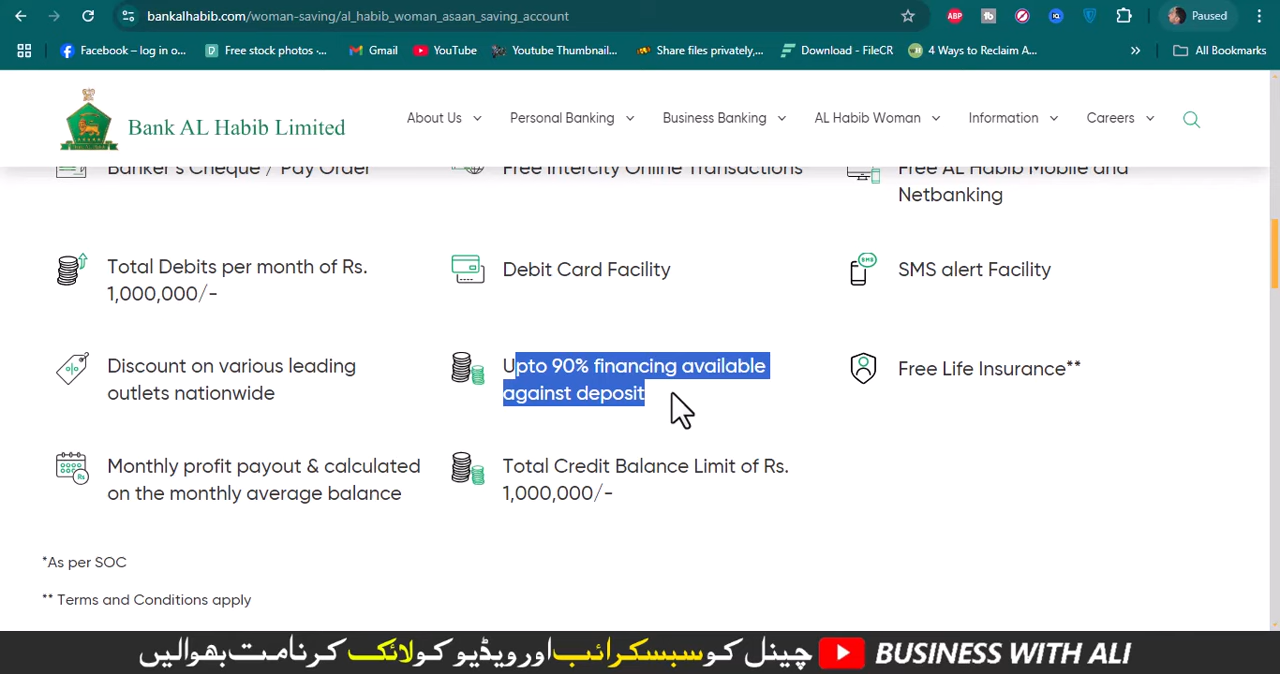 bankalhabib.com/woman-saving/al_habib_woman_asaan_saving_account
ABP
Paused
Facebook – log in o...
Free stock photos ·...
Gmail
YouTube
Youtube Thumbnail...
Share files privately,...
Download - FileCR
4 Ways to Reclaim A...
»
All Bookmarks
Bank AL Habib Limited
About Us
Personal Banking
Business Banking
AL Habib Woman
Information
Careers
Banker's Cheque / Pay Order
Free Intercity Online Transactions
Free AL Habib Mobile and
Netbanking
Total Debits per month of Rs.
1,000,000/-
Debit Card Facility
SMS
SMS alert Facility
Discount on various leading
outlets nationwide
Upto 90% financing available
against deposit
Free Life Insurance**
Rs
Monthly profit payout & calculated
on the monthly average balance
Total Credit Balance Limit of Rs.
1,000,000/-
*As per SOC
** Terms and Conditions apply
چینل کو سبسکرائب اور ویڈیو کو لائک کرنا مت بھوالیں
BUSINESS WITH ALI